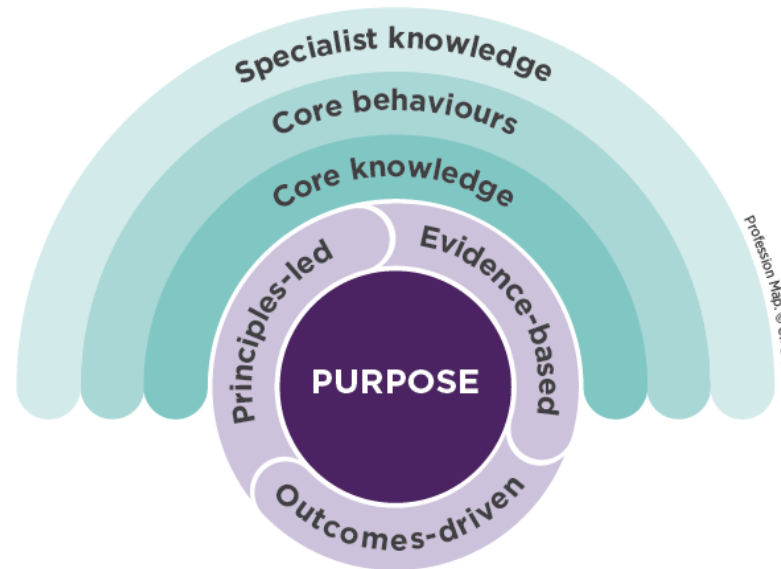 Specialist knowledge
Core behaviours
Core knowledge
Principles-led
Evidence-based
PURPOSE
Outcomes-driven
Profession Map. ©